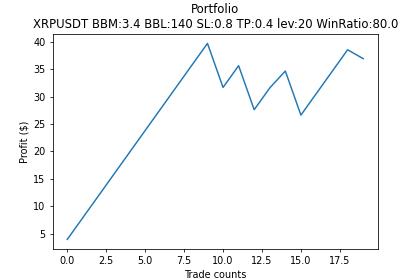 Portfolio
XRPUSDT BBM:3.4 BBL:140 SL:0.8 TP:0.4 lev:20 WinRatio:80.0
40
35
30
25
20
15
10
5
Profit ($)
0.0 2.5 5.0 7.5 10.0 12.5 15.0 17.5
Trade counts